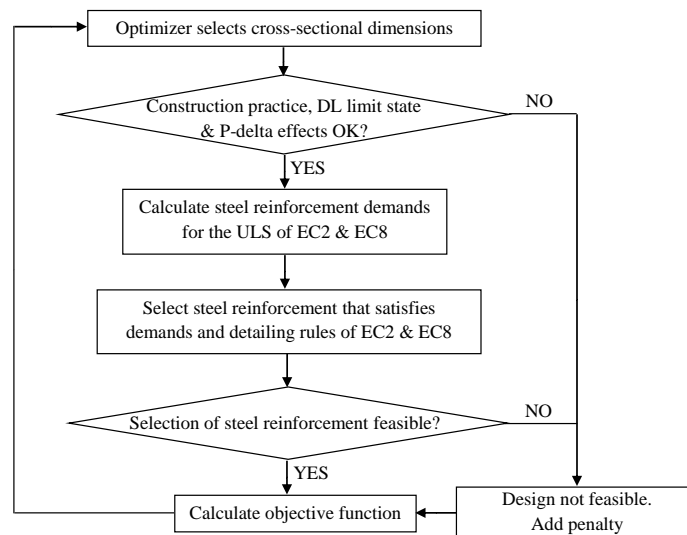 Optimizer selects cross-sectional dimensions
Construction practice, DL limit state
& P-delta effects OK?
NO
YES
Calculate steel reinforcement demands
for the ULS of EC2 & EC8
Select steel reinforcement that satisfies
demands and detailing rules of EC2 & EC8
Selection of steel reinforcement feasible?
NO
YES
Calculate objective function
Design not feasible.
Add penalty